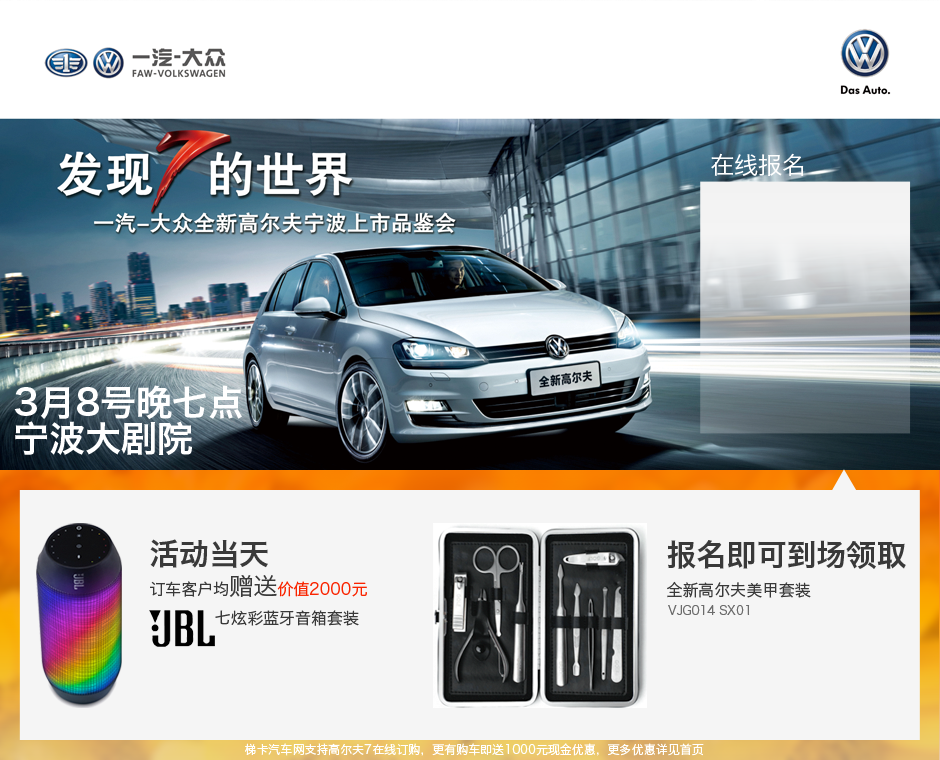 一汽-大众
FAW-VOLKSWAGEN
Das Auto.
发现7的世界
一汽-大众全新高尔夫宁波上市品鉴会
在线报名
全新高尔夫
3月8号晚七点
宁波大剧院
JBL
活动当天
订车客户均赠送价值2000元
JBL七炫彩蓝牙音箱套装
报名即可到场领取
全新高尔夫美甲套装
VJG014 SX01
梯卡汽车网支持高尔夫7在线订购，更有购车即送1000元现金优惠，更多优惠详见首页